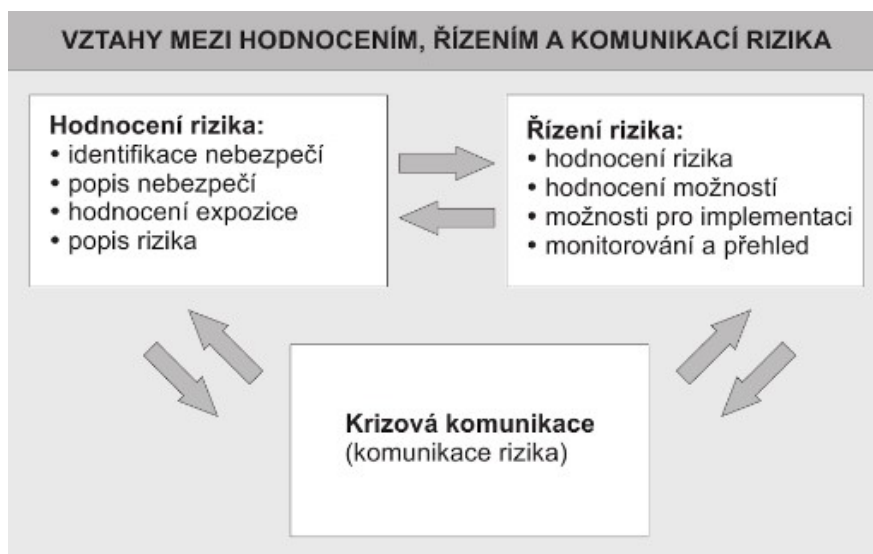 VZTAHY MEZI HODNOCENÍM, ŘÍZENÍM A KOMUNIKACÍ RIZIKA
Hodnocení rizika:
• identifikace nebezpečí
• popis nebezpečí
• hodnocení expozice
• popis rizika
Řízení rizika:
• hodnocení rizika
• hodnocení možností
• možnosti pro implementaci
• monitorování a přehled
Krizová komunikace
(komunikace rizika)